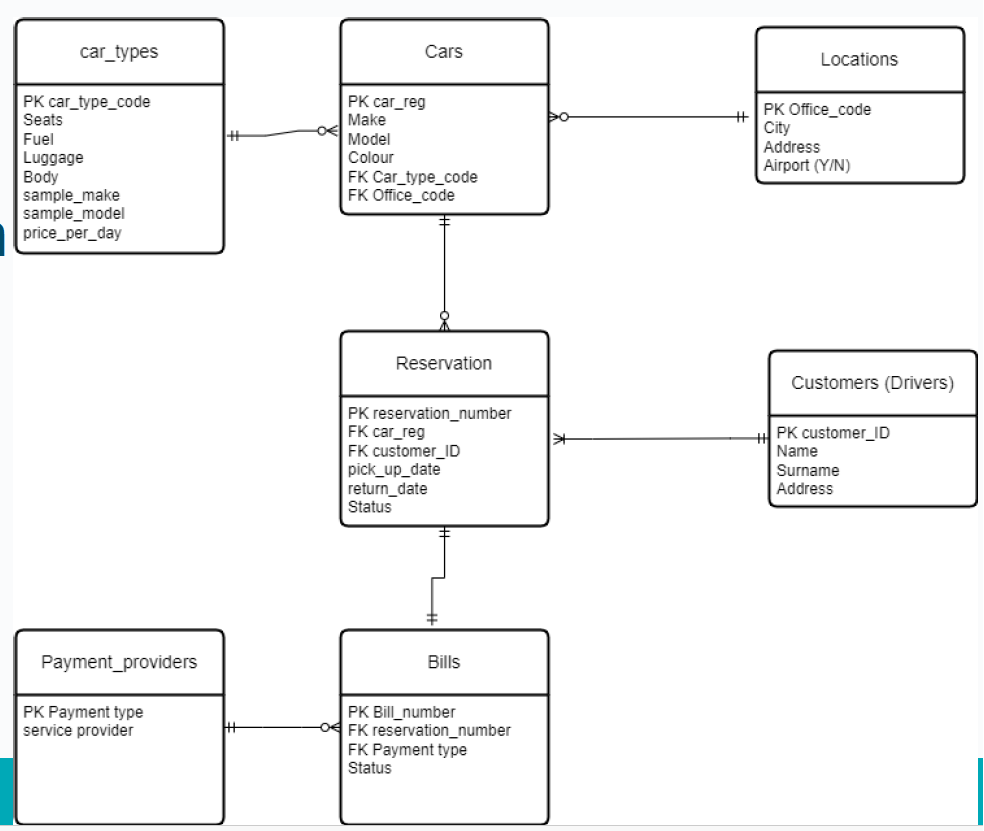 car_types
PK car_type_code
Seats
Fuel
Luggage
Body
sample_make
sample_model
price_per_day
Cars
PK car_reg
Make
Model
Colour
FK Car_type_code
FK Office_code
Locations
PK Office_code
City
Address
Airport (Y/N)
Reservation
PK reservation_number
FK car_reg
FK customer_ID
pick_up_date
return_date
Status
Customers (Drivers)
PK customer_ID
Name
Surname
Address
Payment_providers
PK Payment type
service provider
Bills
PK Bill_number
FK reservation_number
FK Payment type
Status